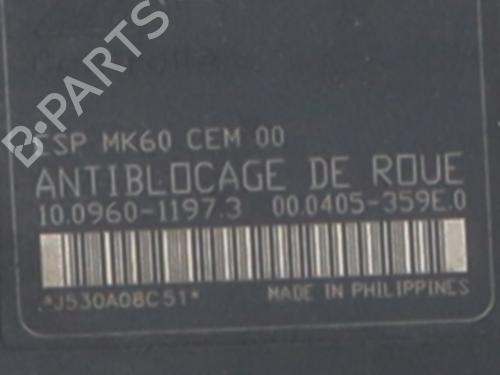 ESP MK60 CEM 00
ANTIBLOCAGE DE ROUE
10.0960-1197.3 00.0405-359E.0
*J530A08C51* MADE IN PHILIPPINES